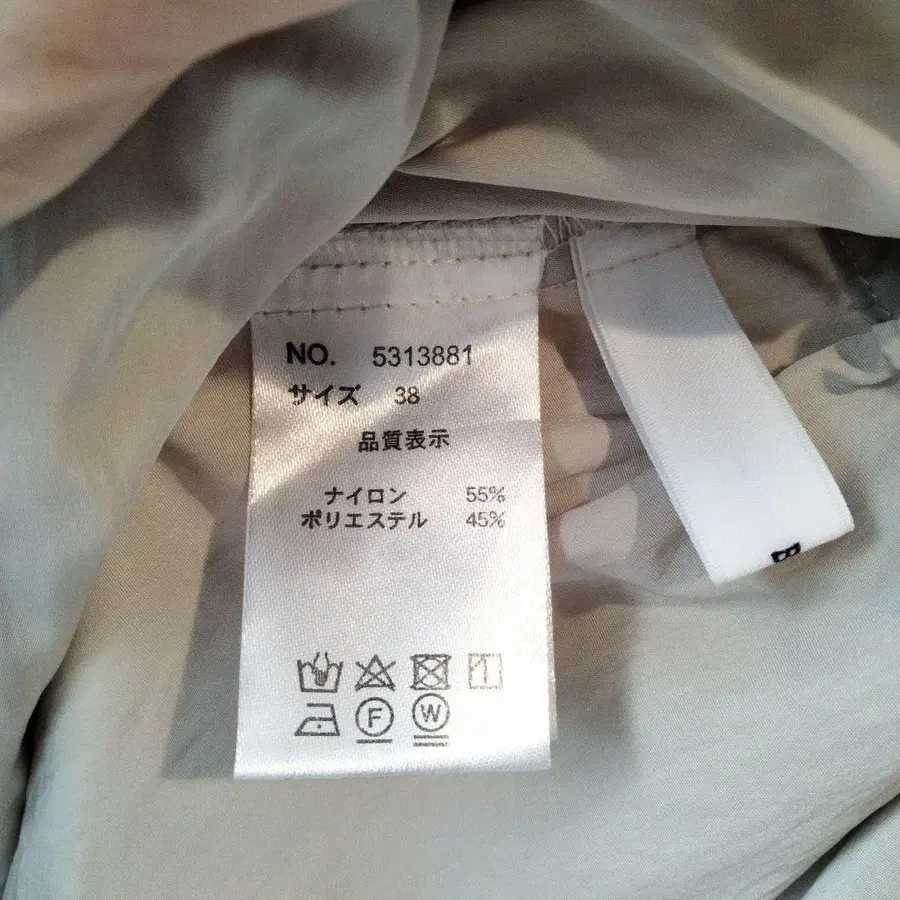 NO. 5313881
サイズ 38
品質表示
ナイロン 55%
ポリエステル 45%
F W
B